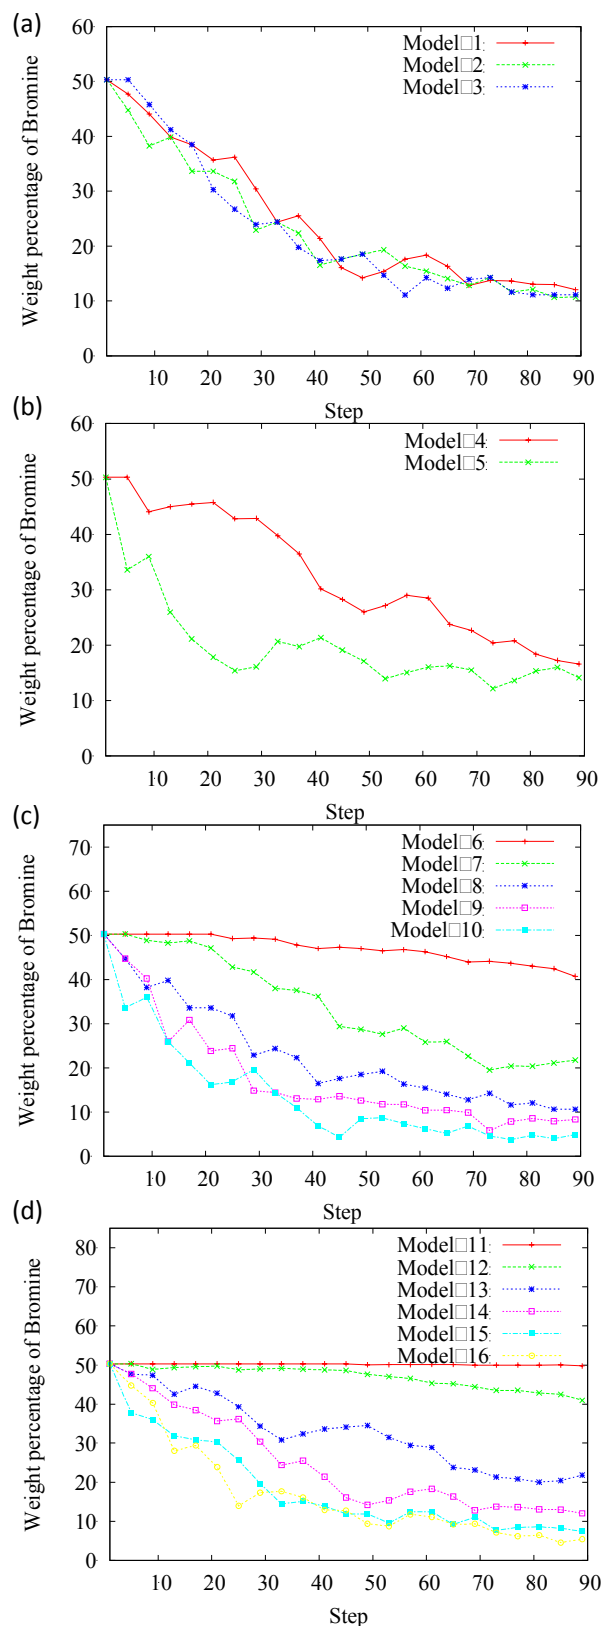 (a)
60
50
40
30
20
10
0
Weight percentage of Bromine
Model□1
Model□2
Model□3
10 20 30 40 50 60 70 80 90
Step
(b)
60
50
40
30
20
10
0
Weight percentage of Bromine
Model□4
Model□5
10 20 30 40 50 60 70 80 90
Step
(c)
70
60
50
40
30
20
10
0
Weight percentage of Bromine
Model□6
Model□7
Model□8
Model□9
Model□10
10 20 30 40 50 60 70 80 90
Step
(d)
80
70
60
50
40
30
20
10
0
Weight percentage of Bromine
Model□11
Model□12
Model□13
Model□14
Model□15
Model□16
10 20 30 40 50 60 70 80 90
Step